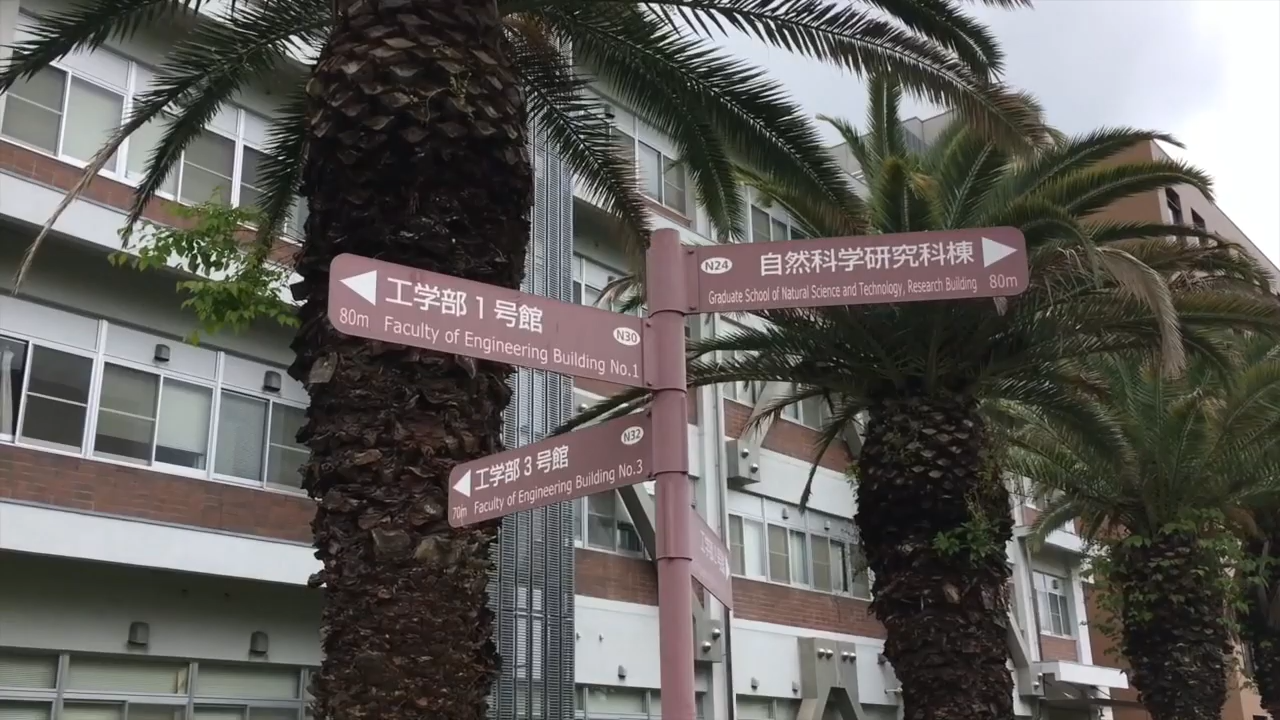 工学部1号館
80m Faculty of Engineering Building No.1
N30
N24
自然科学研究科棟
Graduate School of Natural Science and Technology, Research Building 80m
N32
工学部3号館
70m Faculty of Engineering Building No.3